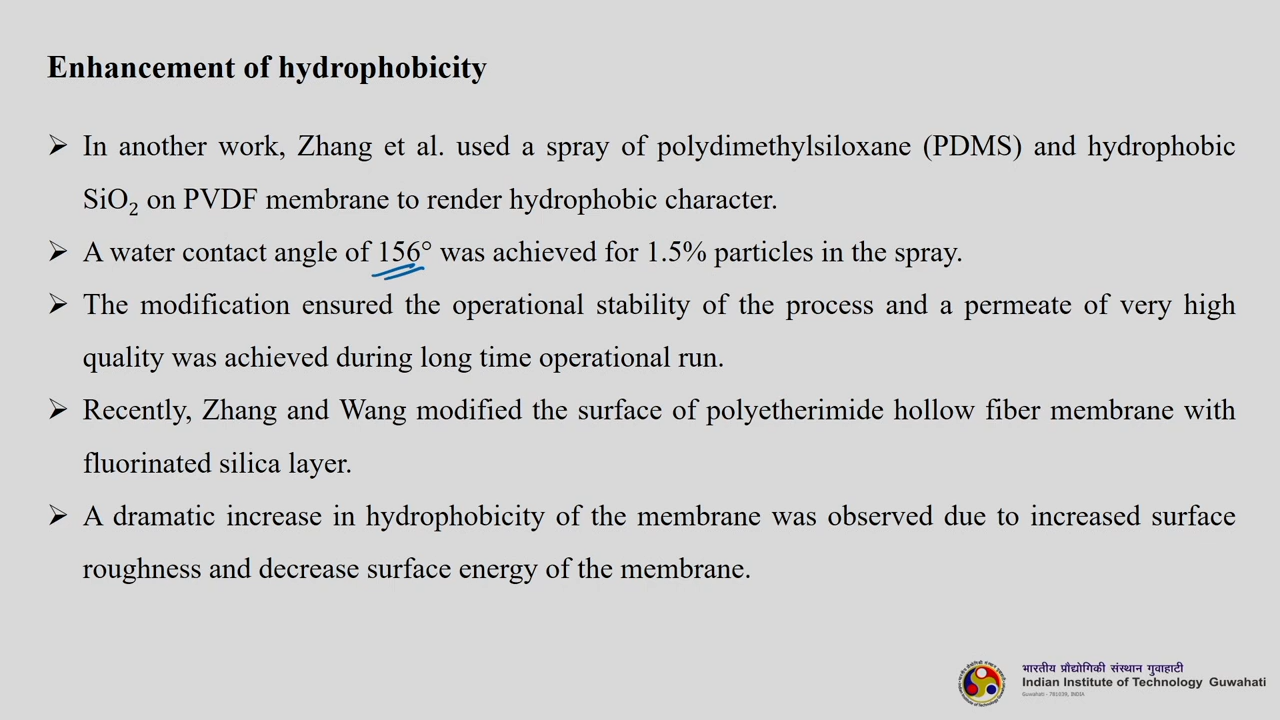 Enhancement of hydrophobicity
➢ In another work, Zhang et al. used a spray of polydimethylsiloxane (PDMS) and hydrophobic
SiO₂ on PVDF membrane to render hydrophobic character.
➢ A water contact angle of 156° was achieved for 1.5% particles in the spray.
➢ The modification ensured the operational stability of the process and a permeate of very high
quality was achieved during long time operational run.
➢ Recently, Zhang and Wang modified the surface of polyetherimide hollow fiber membrane with
fluorinated silica layer.
➢ A dramatic increase in hydrophobicity of the membrane was observed due to increased surface
roughness and decrease surface energy of the membrane.
भारतीय प्रौद्योगिकी संस्थान गुवाहाटी
Indian Institute of Technology Guwahati
Guwahati - 781039, INDIA